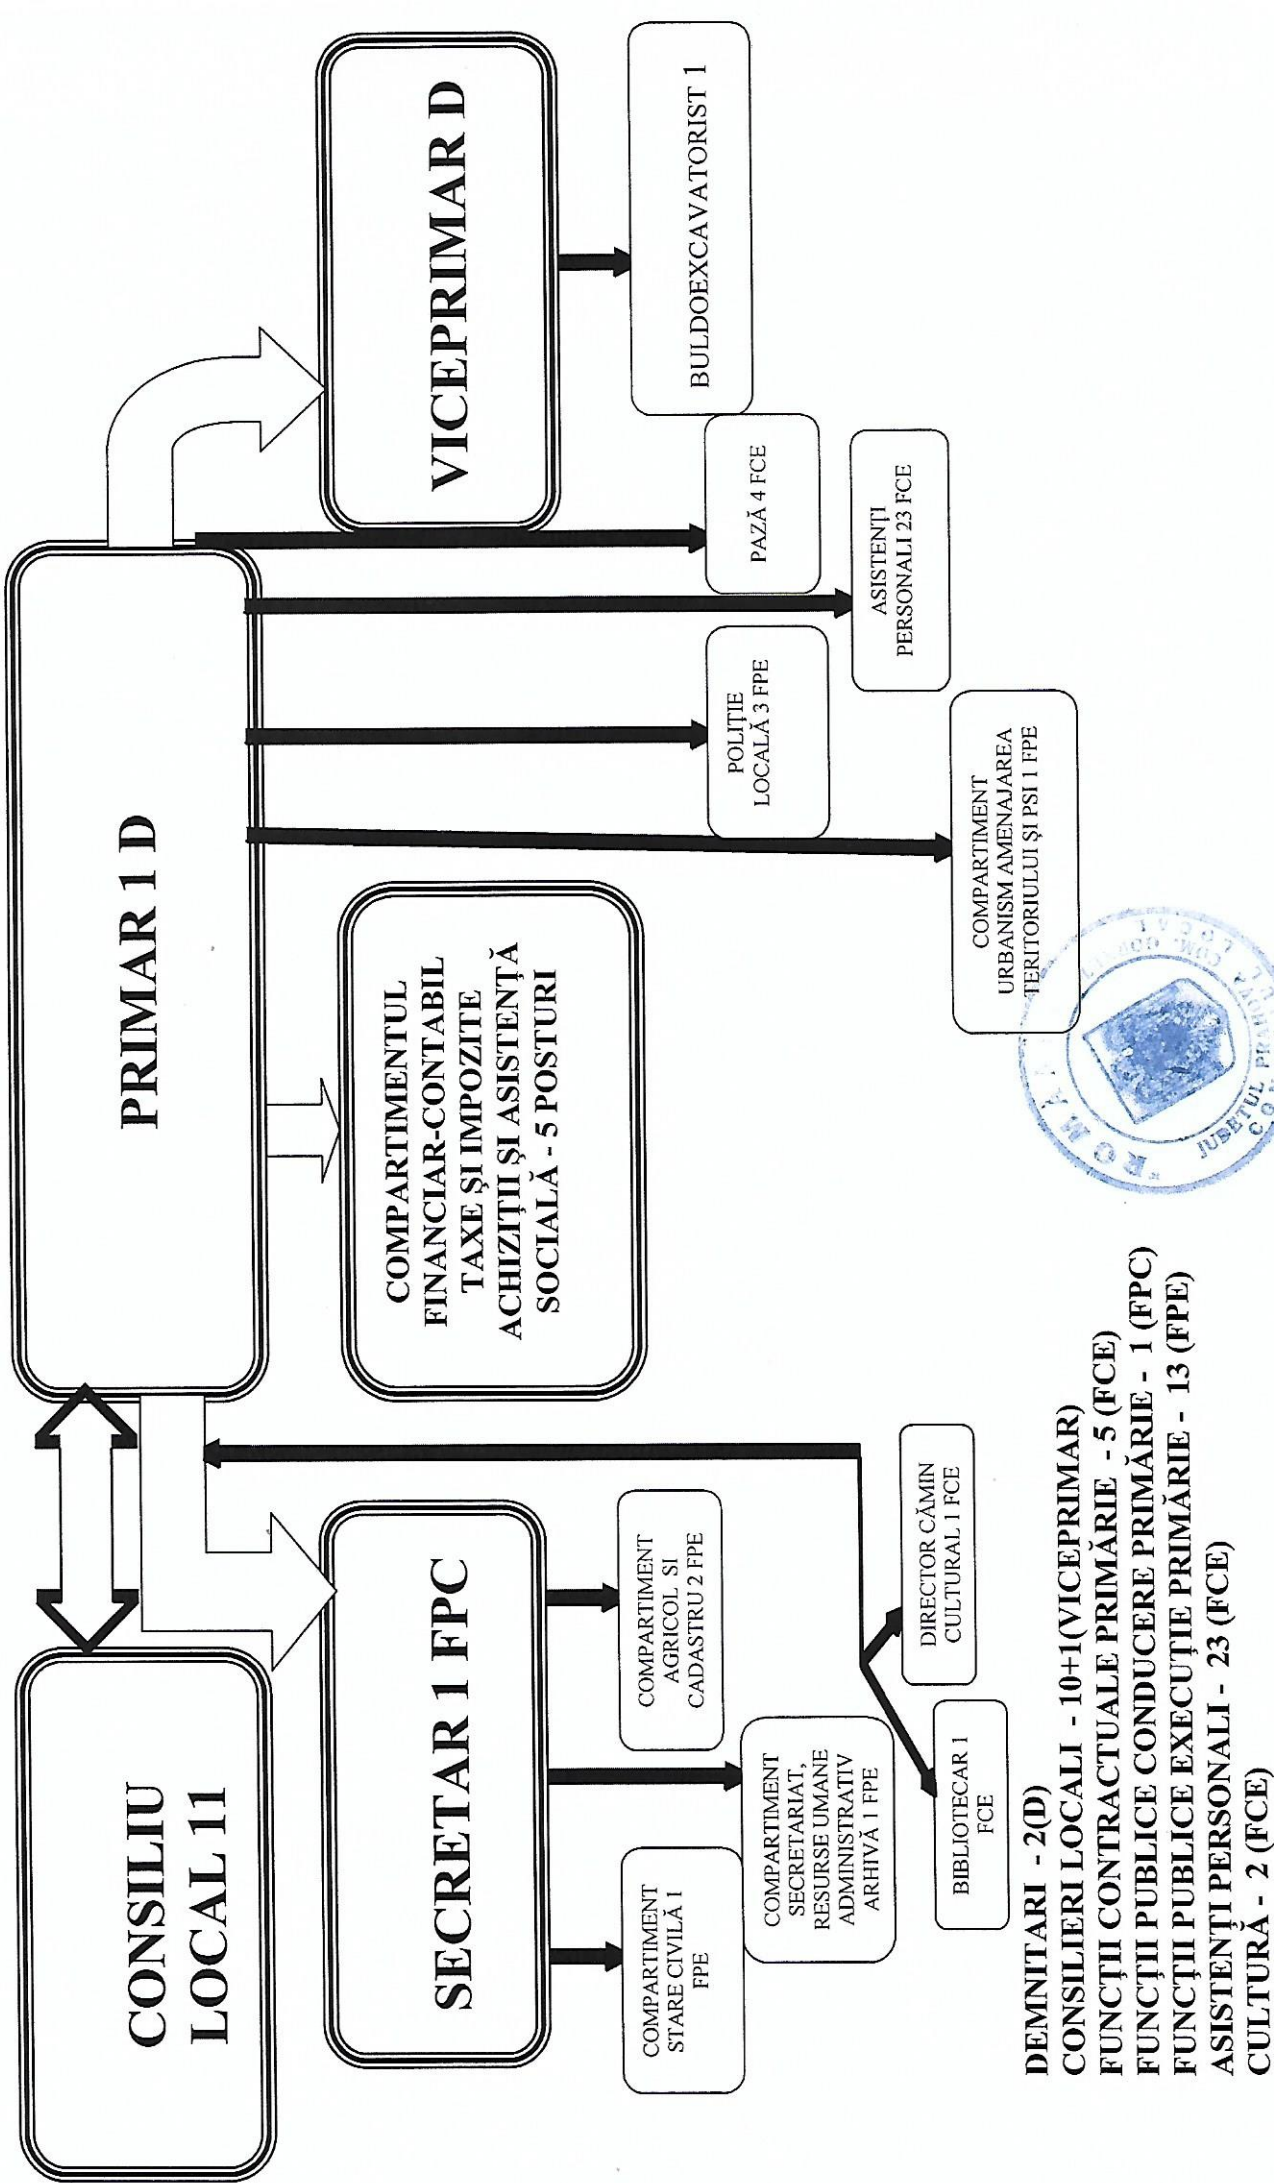 CONSILIU
LOCAL 11
PRIMAR 1 D
VICEPRIMAR D
SECRETAR 1 FPC
COMPARTIMENTUL
FINANCIAR-CONTABIL
TAXE ȘI IMPOZITE
ACHIZIȚII ȘI ASISTENȚĂ
SOCIALĂ - 5 POSTURI
BULDOEXCAVATORIST 1
COMPARTIMENT
STARE CIVILĂ 1
FPE
COMPARTIMENT
SECRETARIAT,
RESURSE UMANE
ADMINISTRATIV
ARHIVĂ 1 FPE
COMPARTIMENT
AGRICOL SI
CADASTRU 2 FPE
POLIȚIE
LOCALĂ 3 FPE
PAZĂ 4 FCE
ASISTENȚI
PERSONALI 23 FCE
BIBLIOTECAR 1
FCE
DIRECTOR CĂMIN
CULTURAL 1 FCE
COMPARTIMENT
URBANISM AMENAJAREA
TERITORIULUI ȘI PSI 1 FPE
DEMNITARI - 2(D)
CONSILIERI LOCALI - 10+1(VICEPRIMAR)
FUNCȚII CONTRACTUALE PRIMĂRIE - 5 (FCE)
FUNCȚII PUBLICE CONDUCERE PRIMĂRIE - 1 (FPC)
FUNCȚII PUBLICE EXECUȚIE PRIMĂRIE - 13 (FPE)
ASISTENȚI PERSONALI - 23 (FCE)
CULTURĂ - 2 (FCE)
JUDEȚUL PRAHOVA